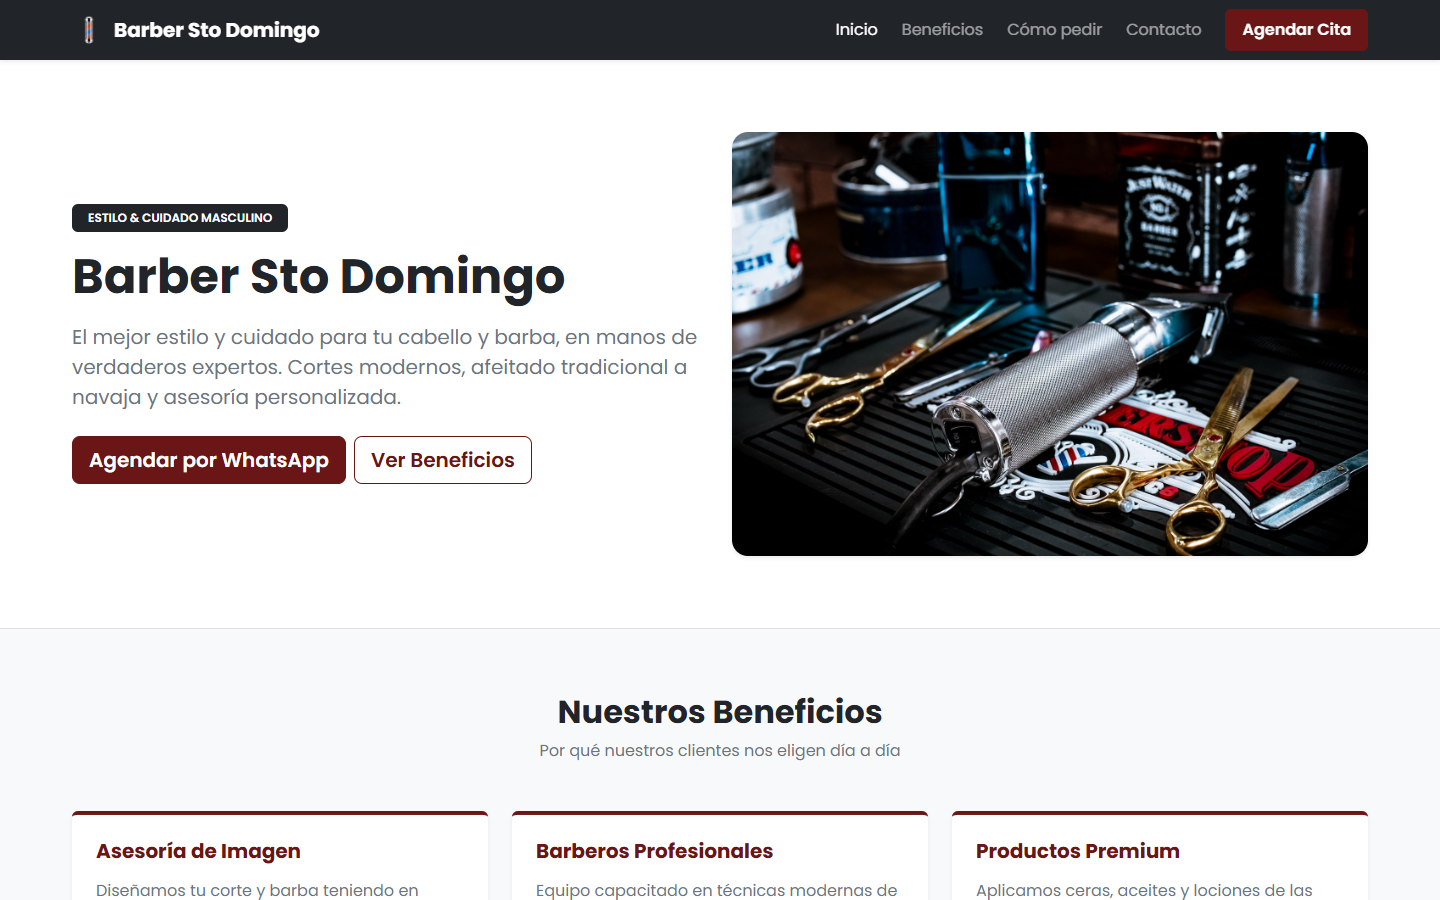 Barber Sto Domingo
Inicio
Beneficios
Cómo pedir
Contacto
Agendar Cita
ESTILO & CUIDADO MASCULINO
Barber Sto Domingo
El mejor estilo y cuidado para tu cabello y barba, en manos de
verdaderos expertos. Cortes modernos, afeitado tradicional a
navaja y asesoría personalizada.
Agendar por WhatsApp
Ver Beneficios
JUST WATER
BARBER
Nuestros Beneficios
Por qué nuestros clientes nos eligen día a día
Asesoría de Imagen
Diseñamos tu corte y barba teniendo en
Barberos Profesionales
Equipo capacitado en técnicas modernas de
Productos Premium
Aplicamos ceras, aceites y lociones de las